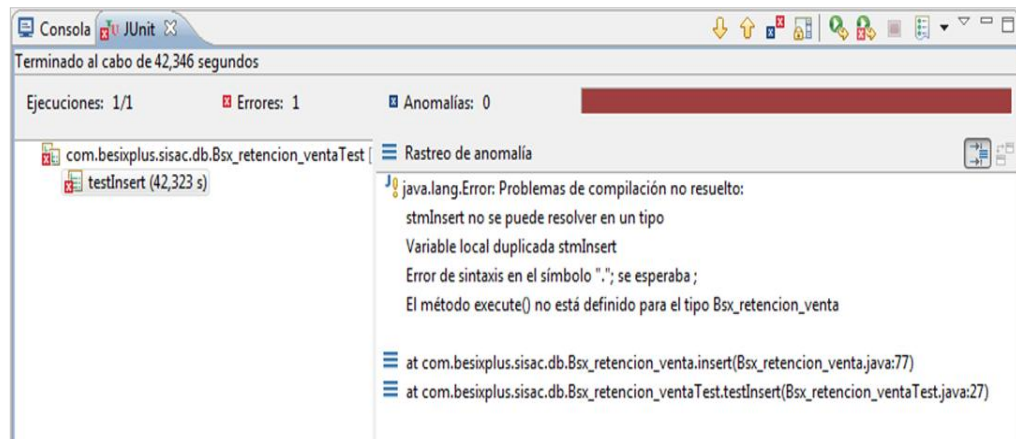 Consola JUnit
Terminado al cabo de 42,346 segundos
Ejecuciones: 1/1 Errores: 1 Anomalías: 0
com.besixplus.sisac.db.Bsx_retencion_ventaTest [
testInsert (42,323 s)
Rastreo de anomalía
java.lang.Error: Problemas de compilación no resuelto:
stmInsert no se puede resolver en un tipo
Variable local duplicada stmInsert
Error de sintaxis en el símbolo "."; se esperaba ;
El método execute() no está definido para el tipo Bsx_retencion_venta
at com.besixplus.sisac.db.Bsx_retencion_venta.insert(Bsx_retencion_venta.java:77)
at com.besixplus.sisac.db.Bsx_retencion_ventaTest.testInsert(Bsx_retencion_ventaTest.java:27)